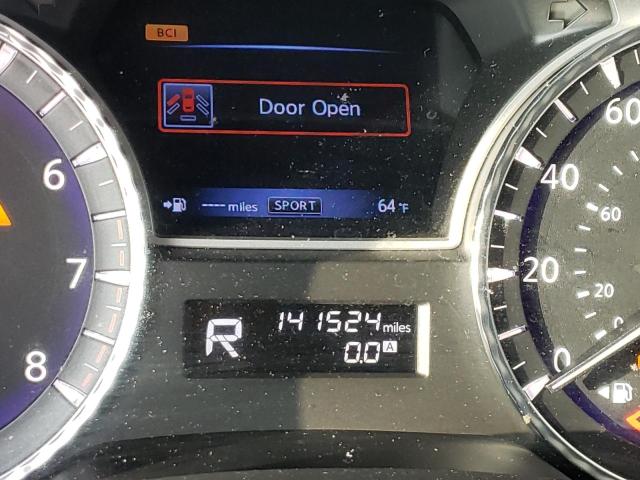 BCI
Door Open
---- miles SPORT 64°F
6
7
8
R
141524 miles
0.0 A
60
40
20
0
60
20
0